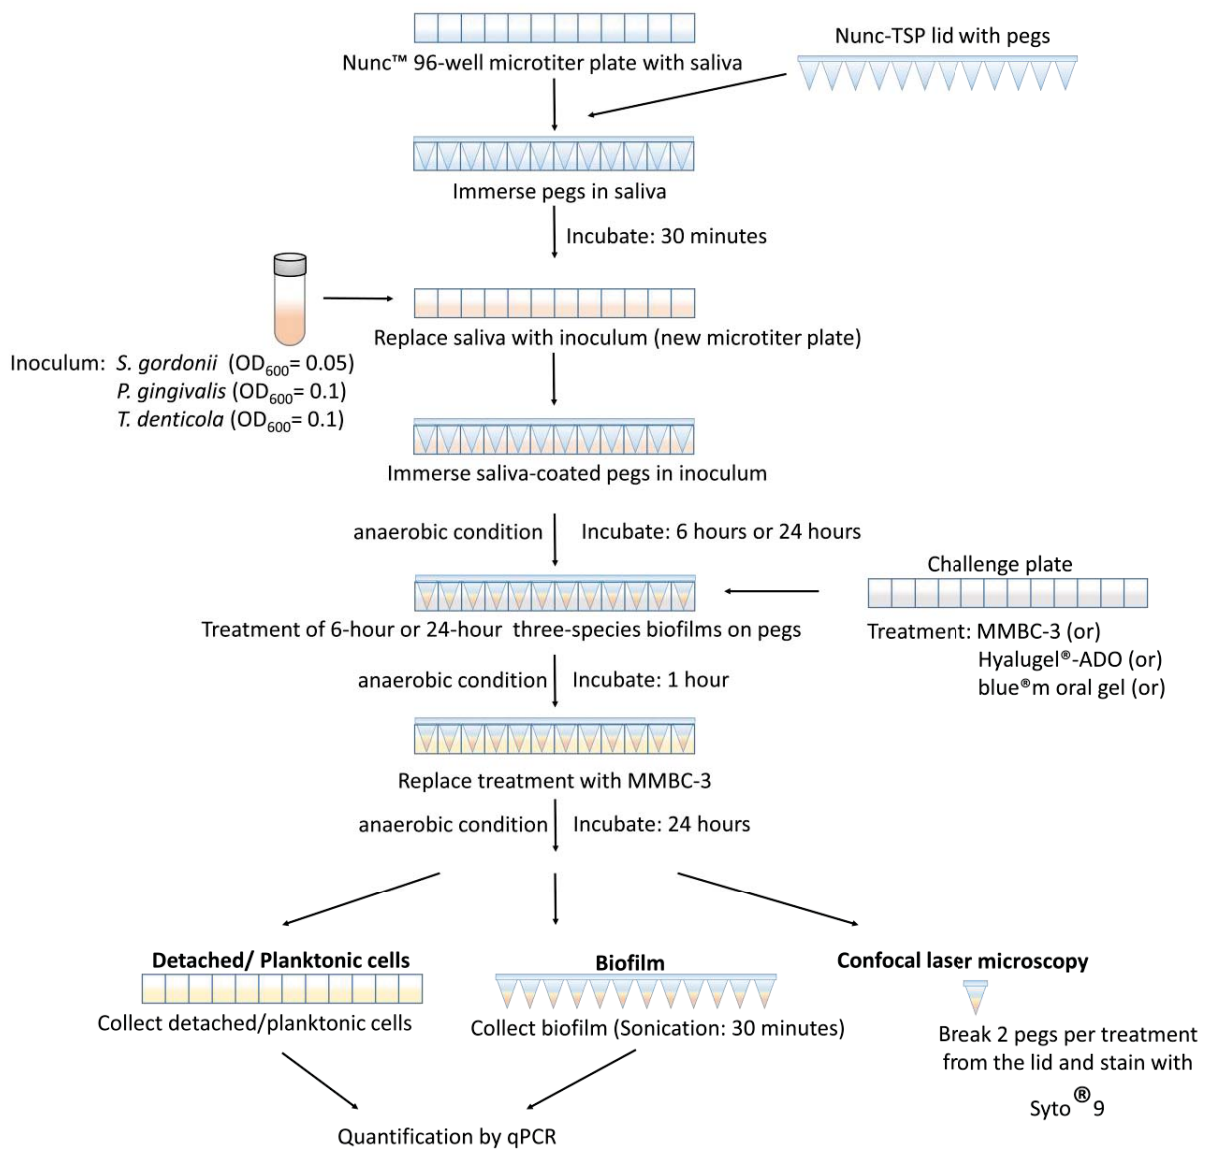 Nunc™ 96-well microtiter plate with saliva
Nunc-TSP lid with pegs
Immerse pegs in saliva
Incubate: 30 minutes
Replace saliva with inoculum (new microtiter plate)
Inoculum: S. gordonii (OD600= 0.05)
P. gingivalis (OD600= 0.1)
T. denticola (OD600= 0.1)
Immerse saliva-coated pegs in inoculum
anaerobic condition Incubate: 6 hours or 24 hours
Challenge plate
Treatment of 6-hour or 24-hour three-species biofilms on pegs
Treatment: MMBC-3 (or)
Hyalugel®-ADO (or)
blue®m oral gel (or)
anaerobic condition Incubate: 1 hour
Replace treatment with MMBC-3
anaerobic condition Incubate: 24 hours
Detached/ Planktonic cells
Collect detached/planktonic cells
Biofilm
Collect biofilm (Sonication: 30 minutes)
Confocal laser microscopy
Break 2 pegs per treatment
from the lid and stain with
Syto®9
Quantification by qPCR